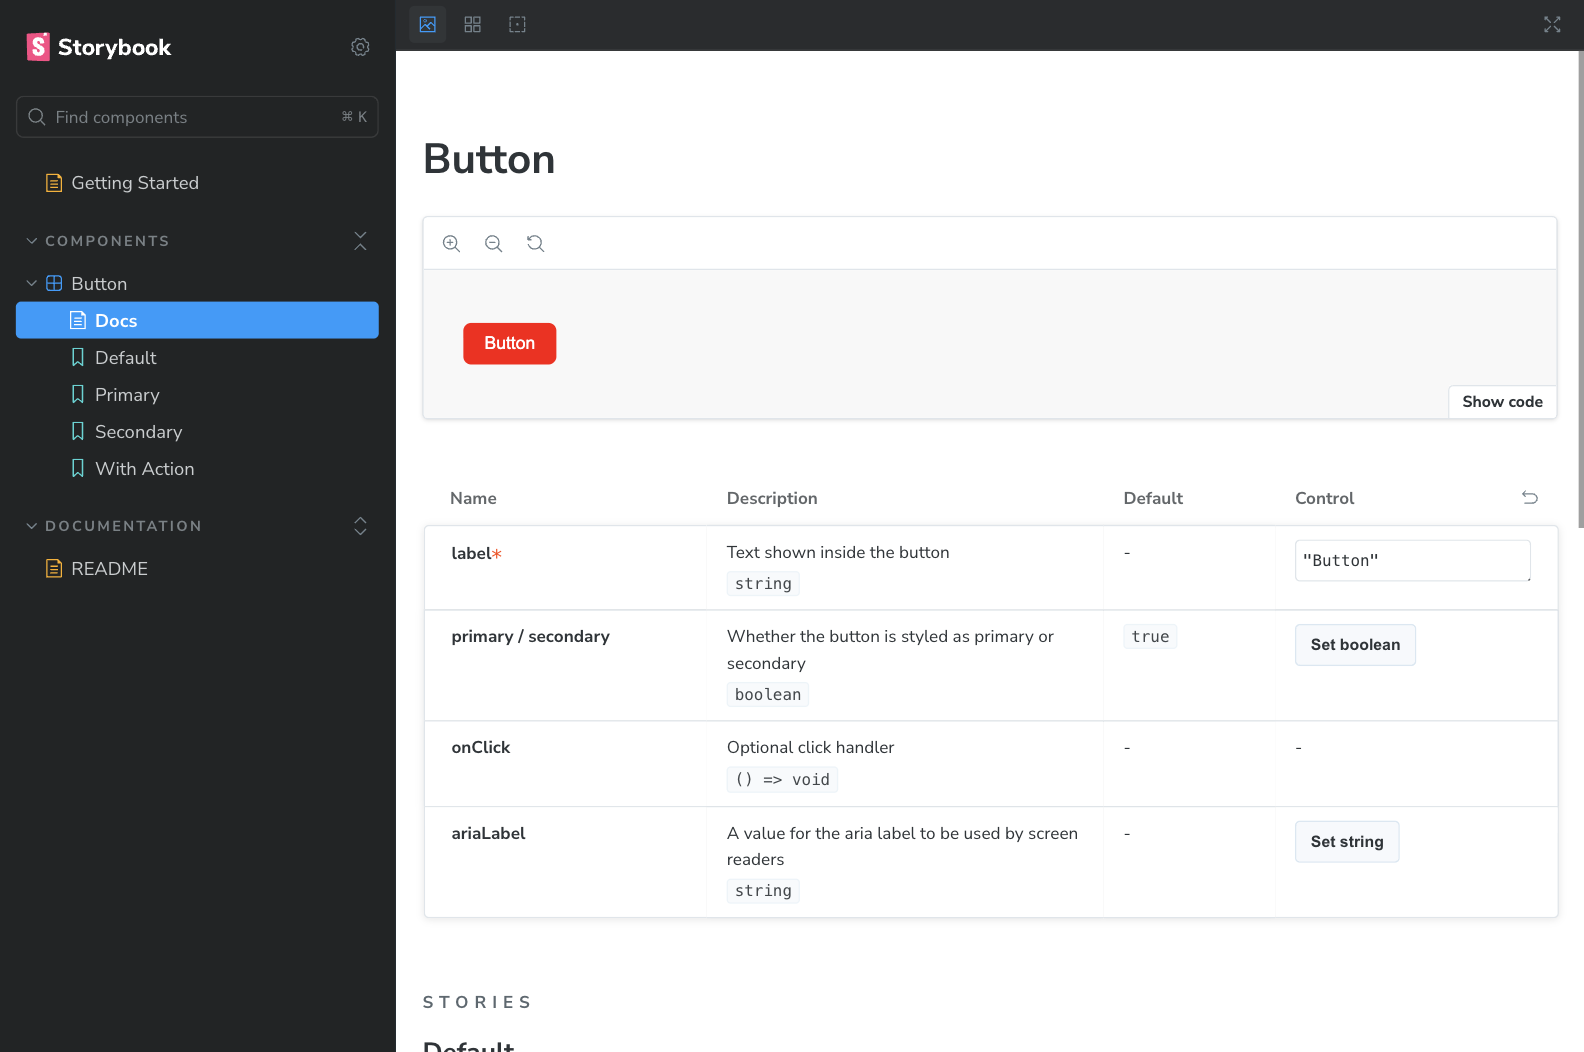 Storybook
Find components
⌘ K
Getting Started
COMPONENTS
Button
Docs
Default
Primary
Secondary
With Action
DOCUMENTATION
README
Button
Button
Show code
Name Description Default Control
label*
Text shown inside the button
string
-
"Button"
primary / secondary
Whether the button is styled as primary or
secondary
boolean
true
Set boolean
onClick
Optional click handler
() => void
-
-
ariaLabel
A value for the aria label to be used by screen
readers
string
-
Set string
STORIES
Default